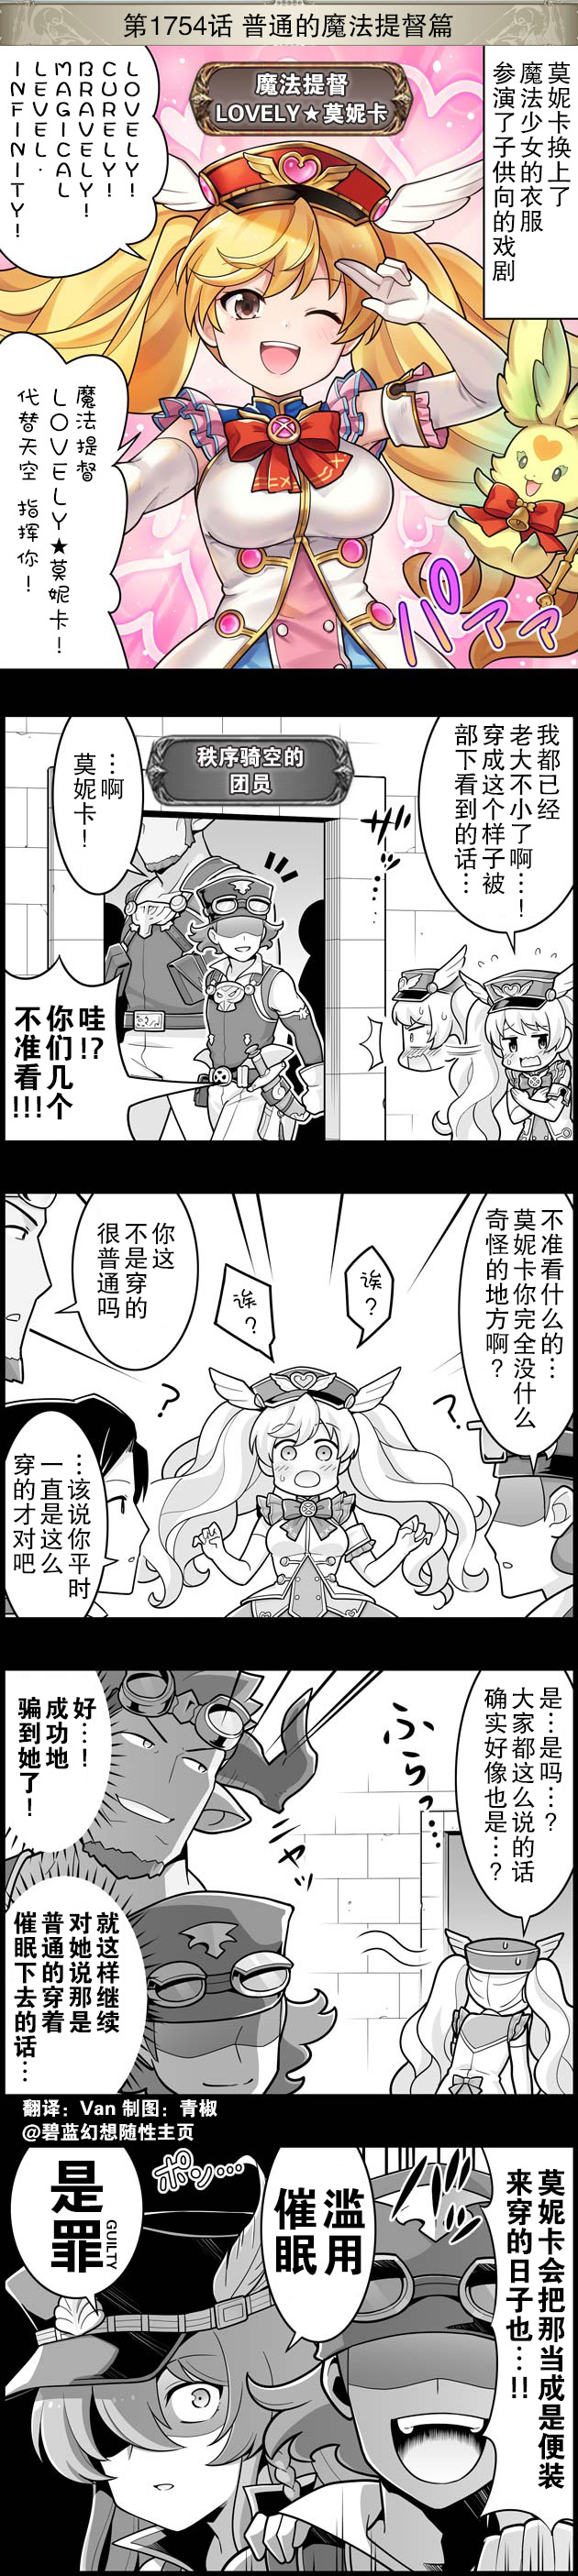 第1754话 普通的魔法提督篇
莫妮卡换上了
魔法少女的衣服
参演了子供向的戏剧
魔法提督
LOVELY★莫妮卡
LOVELY!
CURELY!
BRAVELY!
MAGICAL
LEVEL·
INFINITY!
魔法提督
LOVELY★莫妮卡！
代替天空 指挥你！
パァァァ
我都已经
老大不小了啊…！
穿成这个样子被
部下看到的话…
秩序骑空的
团员
…啊
莫妮卡！
哇!?
你们几个
不准看!!!
不准看什么的…
莫妮卡你完全没什么
奇怪的地方啊？
诶？
诶？
你这
不是穿的
很普通吗
？
？
…该说你平时
一直是这么
穿的才对吧
是…是吗…？
大家都这么说的话
确实好像也是…？
ふらっ…
好…！
成功地
骗到她了！
ニヤッ
就这样继续
对她说那是
普通的穿着
催眠下去的话…
翻译：Van 制图：青椒
@碧蓝幻想随性主页
莫妮卡会把那当成是便装
来穿的日子也…!!
滥用
催眠
ポン…
是罪
GUILTY